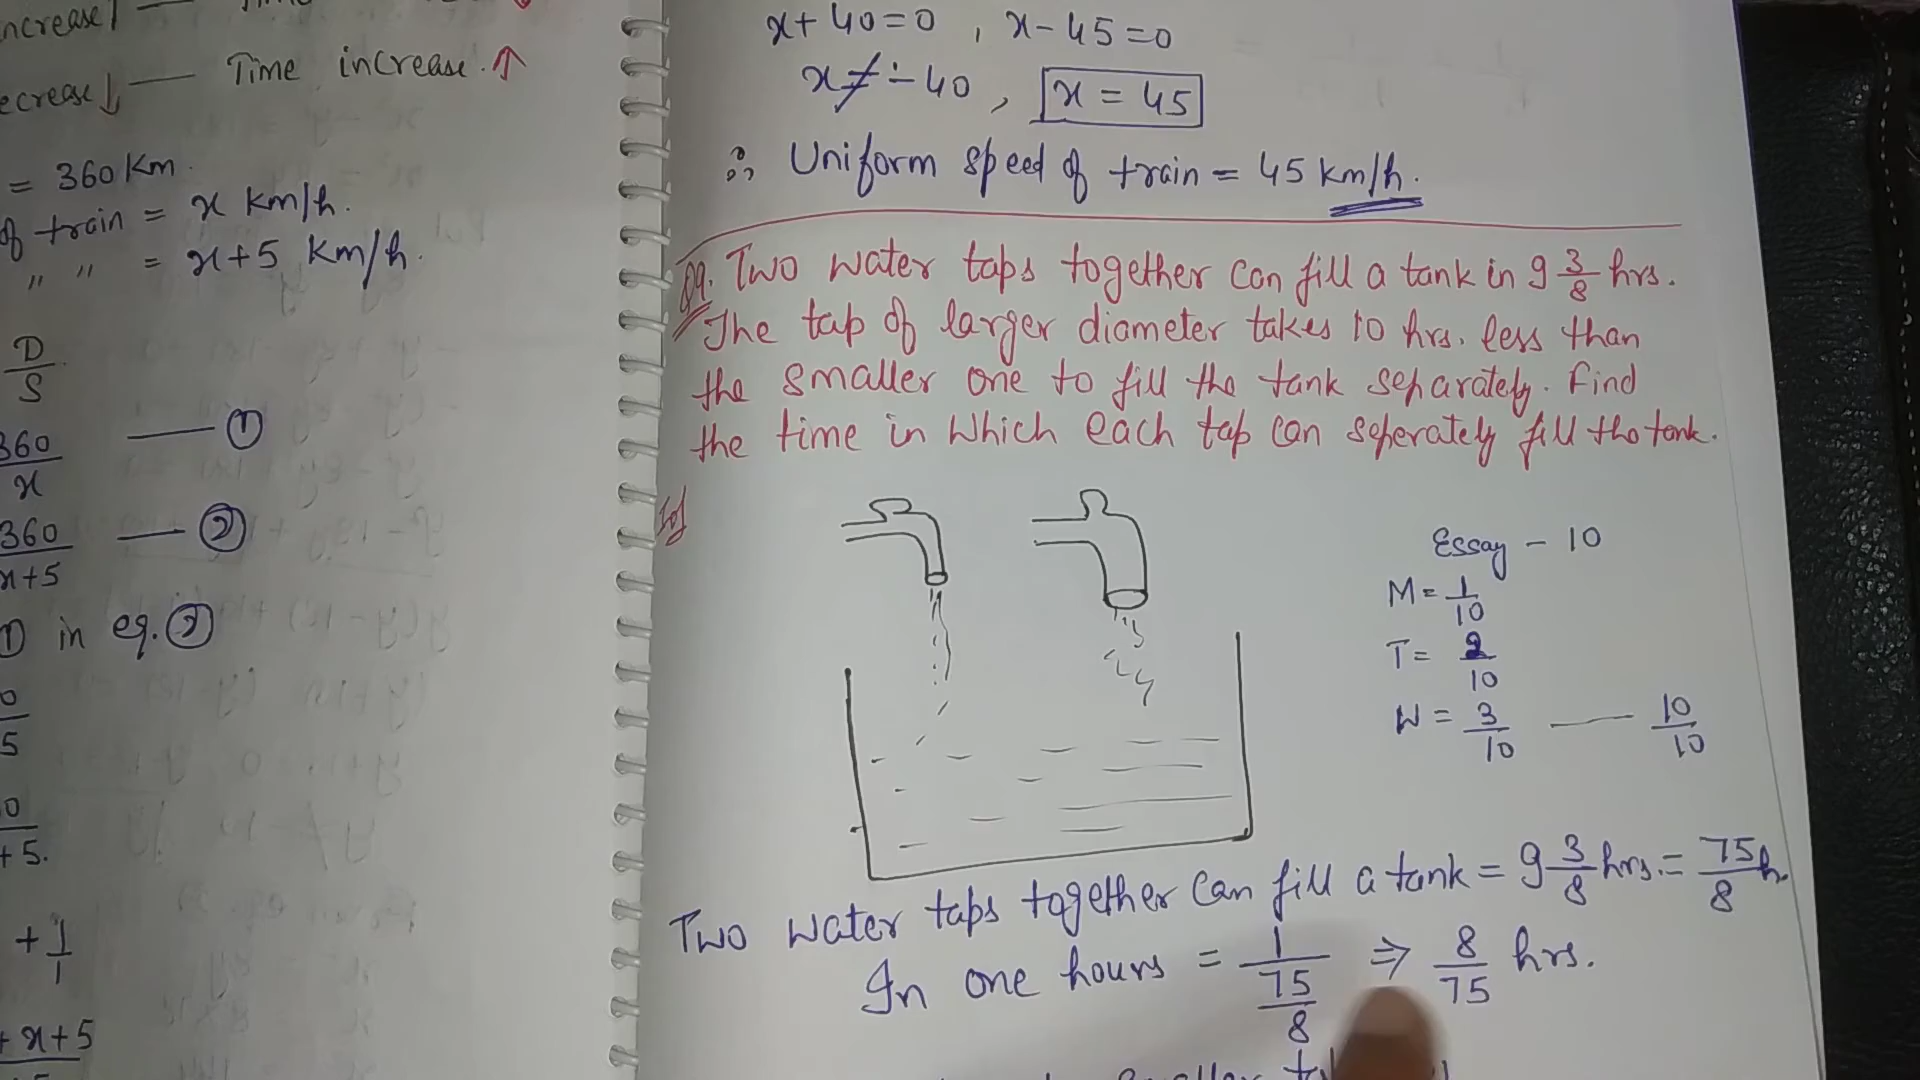 Time increase ↑
= 360 Km.
of train = x km/h.
" " = x+5 km/h.
D/S
360/x — ①
360/x+5 — ②
① in eq. ②
+ 1/1
+ x+5
x+40=0 , x-45=0
x≠-40 , x = 45
∴ Uniform speed of train = 45 km/h.
Q9. Two water taps together can fill a tank in 9 3/8 hrs.
The tap of larger diameter takes 10 hrs. less than
the smaller one to fill the tank separately. Find
the time in which each tap can seperately fill the tank.
Sol
Essay - 10
M = 1/10
T = 2/10
W = 3/10 — 10/10
Two water taps together can fill a tank = 9 3/8 hrs. = 75/8 h.
In one hours = 1/(75/8) ⇒ 8/75 hrs.